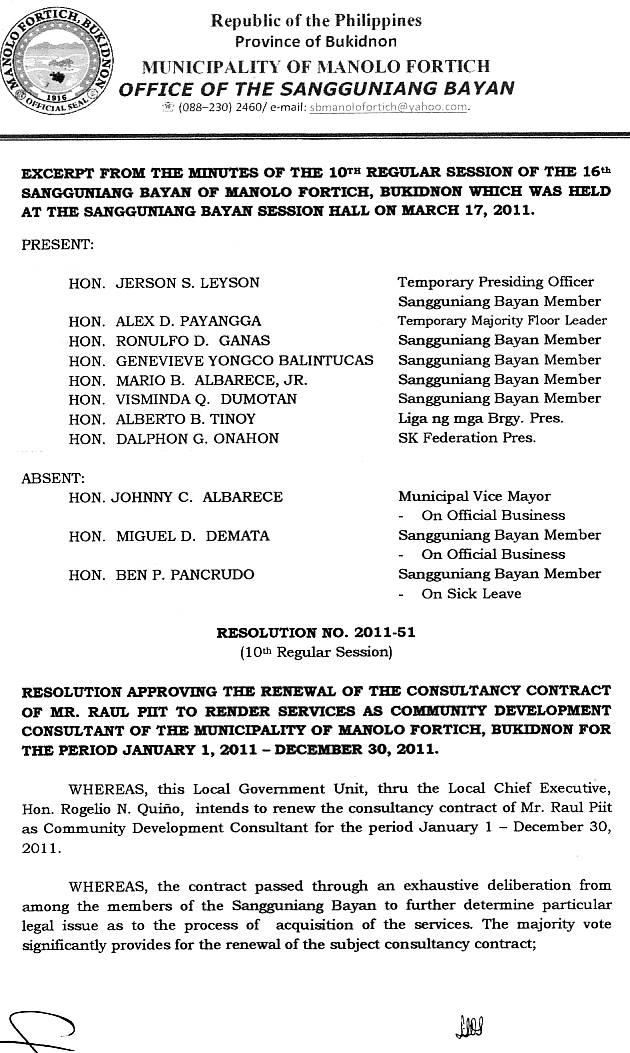 MANOLO FORTICH, BUKIDNON
1916
OFFICIAL SEAL
Republic of the Philippines
Province of Bukidnon
MUNICIPALITY OF MANOLO FORTICH
OFFICE OF THE SANGGUNIANG BAYAN
☏ (088–230) 2460/ e-mail: sbmanolofortich@yahoo.com.
EXCERPT FROM THE MINUTES OF THE 10TH REGULAR SESSION OF THE 16th
SANGGUNIANG BAYAN OF MANOLO FORTICH, BUKIDNON WHICH WAS HELD
AT THE SANGGUNIANG BAYAN SESSION HALL ON MARCH 17, 2011.
PRESENT:
HON. JERSON S. LEYSON Temporary Presiding Officer
Sangguniang Bayan Member
HON. ALEX D. PAYANGGA Temporary Majority Floor Leader
HON. RONULFO D. GANAS Sangguniang Bayan Member
HON. GENEVIEVE YONGCO BALINTUCAS Sangguniang Bayan Member
HON. MARIO B. ALBARECE, JR. Sangguniang Bayan Member
HON. VISMINDA Q. DUMOTAN Sangguniang Bayan Member
HON. ALBERTO B. TINOY Liga ng mga Brgy. Pres.
HON. DALPHON G. ONAHON SK Federation Pres.
ABSENT:
HON. JOHNNY C. ALBARECE Municipal Vice Mayor
- On Official Business
HON. MIGUEL D. DEMATA Sangguniang Bayan Member
- On Official Business
HON. BEN P. PANCRUDO Sangguniang Bayan Member
- On Sick Leave
RESOLUTION NO. 2011-51
(10th Regular Session)
RESOLUTION APPROVING THE RENEWAL OF THE CONSULTANCY CONTRACT
OF MR. RAUL PIIT TO RENDER SERVICES AS COMMUNITY DEVELOPMENT
CONSULTANT OF THE MUNICIPALITY OF MANOLO FORTICH, BUKIDNON FOR
THE PERIOD JANUARY 1, 2011 – DECEMBER 30, 2011.
WHEREAS, this Local Government Unit, thru the Local Chief Executive,
Hon. Rogelio N. Quiño, intends to renew the consultancy contract of Mr. Raul Piit
as Community Development Consultant for the period January 1 – December 30,
2011.
WHEREAS, the contract passed through an exhaustive deliberation from
among the members of the Sangguniang Bayan to further determine particular
legal issue as to the process of acquisition of the services. The majority vote
significantly provides for the renewal of the subject consultancy contract;